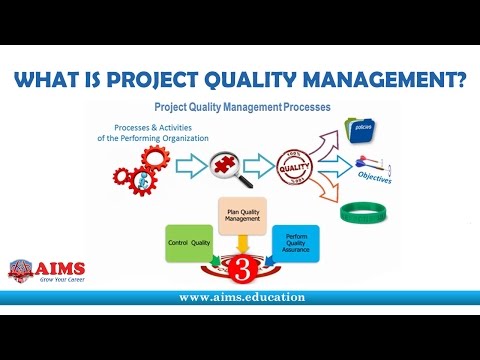 WHAT IS PROJECT QUALITY MANAGEMENT?
Project Quality Management Processes
Processes & Activities
of the Performing Organization
100%
QUALITY
policies
Objectives
Plan Quality
Management
Control Quality
Perform
Quality
Assurance
3
AIMS
Grow Your Career
www.aims.education